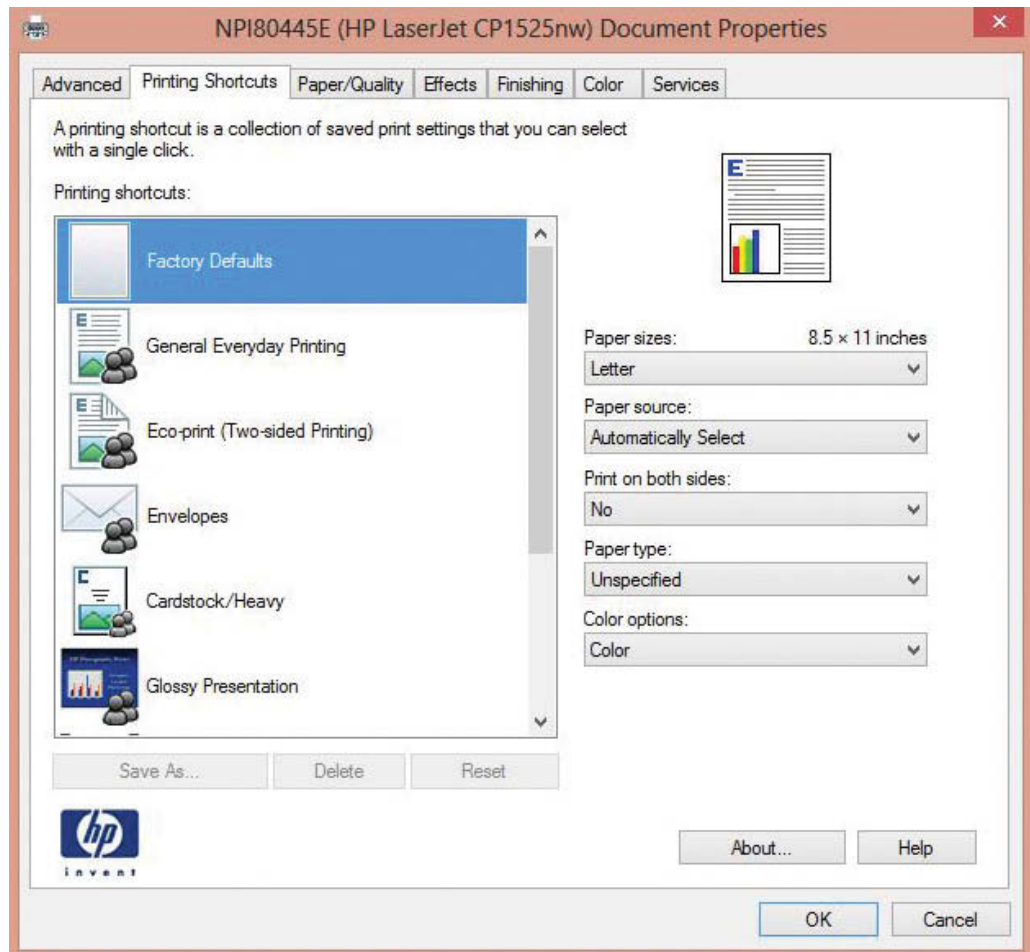 NPI80445E (HP LaserJet CP1525nw) Document Properties
Advanced Printing Shortcuts Paper/Quality Effects Finishing Color Services
A printing shortcut is a collection of saved print settings that you can select
with a single click.
Printing shortcuts:
Factory Defaults
General Everyday Printing
Eco-print (Two-sided Printing)
Envelopes
Cardstock/Heavy
Glossy Presentation
Save As... Delete Reset
E
Paper sizes: 8.5 × 11 inches
Letter
Paper source:
Automatically Select
Print on both sides:
No
Paper type:
Unspecified
Color options:
Color
hp
invent
About... Help
OK Cancel